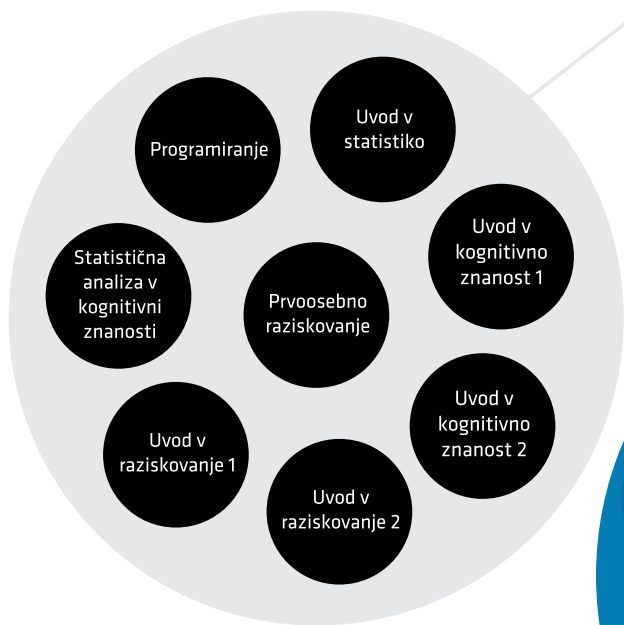 Programiranje
Uvod v
statistiko
Uvod v
kognitivno
znanost 1
Statistična
analiza v
kognitivni
znanosti
Prvoosebno
raziskovanje
Uvod v
kognitivno
znanost 2
Uvod v
raziskovanje 1
Uvod v
raziskovanje 2